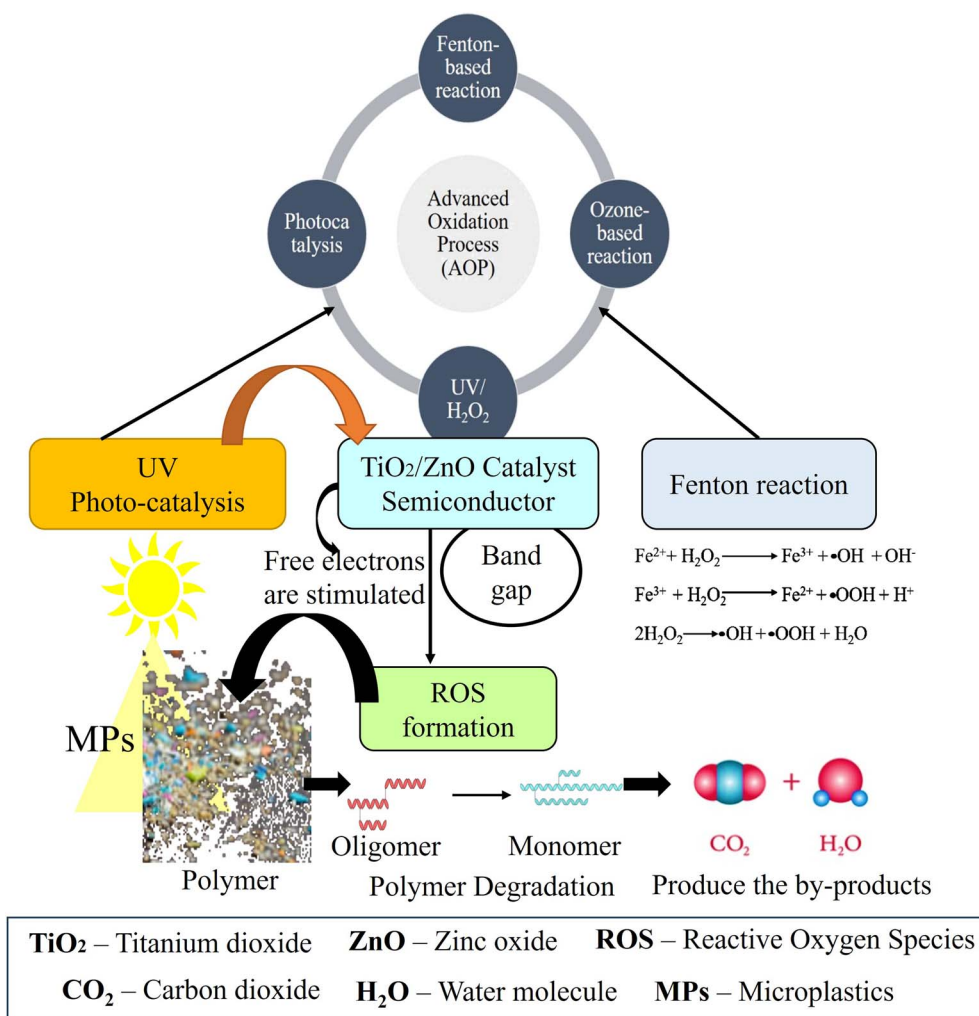 Fenton-
based
reaction
Photoca
talysis
Advanced
Oxidation
Process
(AOP)
Ozone-
based
reaction
UV/
H₂O₂
UV
Photo-catalysis
TiO₂/ZnO Catalyst
Semiconductor
Fenton reaction
Free electrons
are stimulated
Band
gap
Fe²⁺ + H₂O₂ ⟶ Fe³⁺ + •OH + OH⁻
Fe³⁺ + H₂O₂ ⟶ Fe²⁺ + •OOH + H⁺
2H₂O₂ ⟶ •OH + •OOH + H₂O
ROS
formation
MPs
Polymer
Oligomer
Monomer
Polymer Degradation
+
CO₂
H₂O
Produce the by-products
TiO₂ – Titanium dioxide ZnO – Zinc oxide ROS – Reactive Oxygen Species
CO₂ – Carbon dioxide H₂O – Water molecule MPs – Microplastics